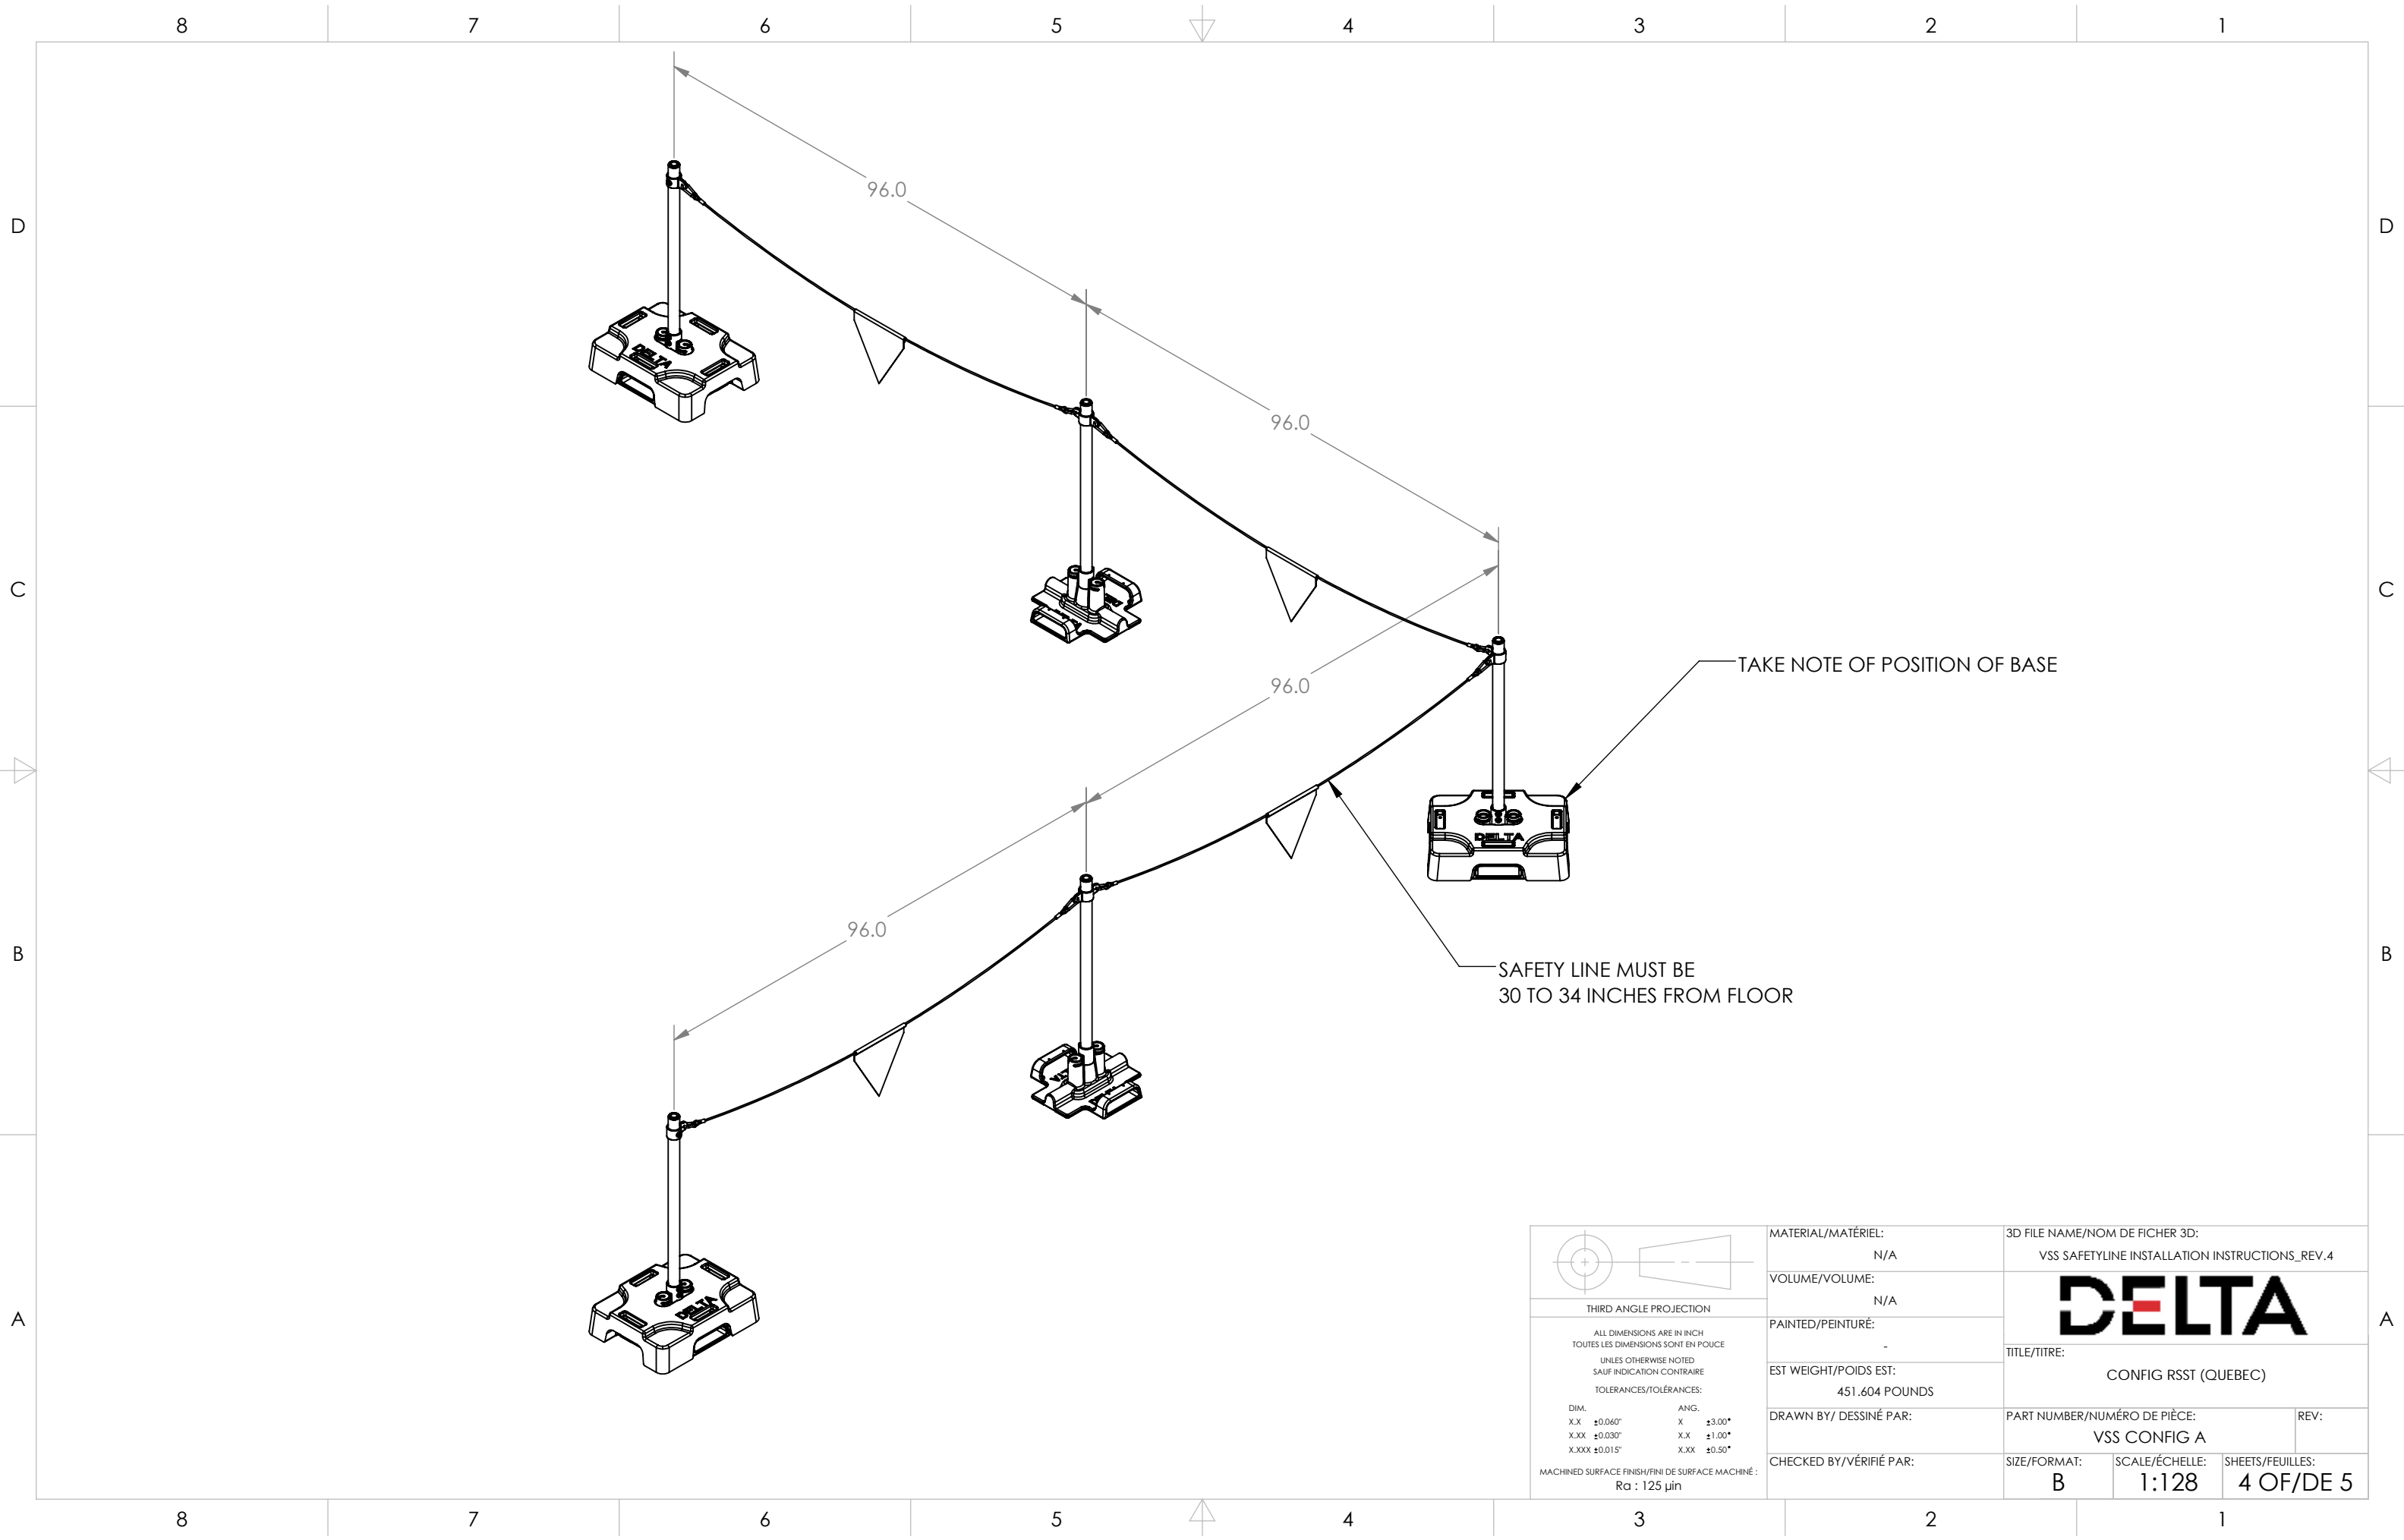 8 7 6 5 4 3 2 1
D D
C C
B B
A A
96.0
96.0
96.0
96.0
TAKE NOTE OF POSITION OF BASE
SAFETY LINE MUST BE
30 TO 34 INCHES FROM FLOOR
DELTA
DELTA
DELTA
THIRD ANGLE PROJECTION
ALL DIMENSIONS ARE IN INCH
TOUTES LES DIMENSIONS SONT EN POUCE
UNLES OTHERWISE NOTED
SAUF INDICATION CONTRAIRE
TOLERANCES/TOLÉRANCES:
DIM. ANG.
X.X ±0.060" X ±3.00°
X.XX ±0.030" X.X ±1.00°
X.XXX ±0.015" X.XX ±0.50°
MACHINED SURFACE FINISH/FINI DE SURFACE MACHINÉ :
Ra : 125 µin
MATERIAL/MATÉRIEL:
N/A
VOLUME/VOLUME:
N/A
PAINTED/PEINTURÉ:
-
EST WEIGHT/POIDS EST:
451.604 POUNDS
DRAWN BY/ DESSINÉ PAR:
CHECKED BY/VÉRIFIÉ PAR:
3D FILE NAME/NOM DE FICHER 3D:
VSS SAFETYLINE INSTALLATION INSTRUCTIONS_REV.4
DELTA
TITLE/TITRE:
CONFIG RSST (QUEBEC)
PART NUMBER/NUMÉRO DE PIÈCE:
VSS CONFIG A
REV:
SIZE/FORMAT:
B
SCALE/ÉCHELLE:
1:128
SHEETS/FEUILLES:
4 OF/DE 5
8 7 6 5 4 3 2 1